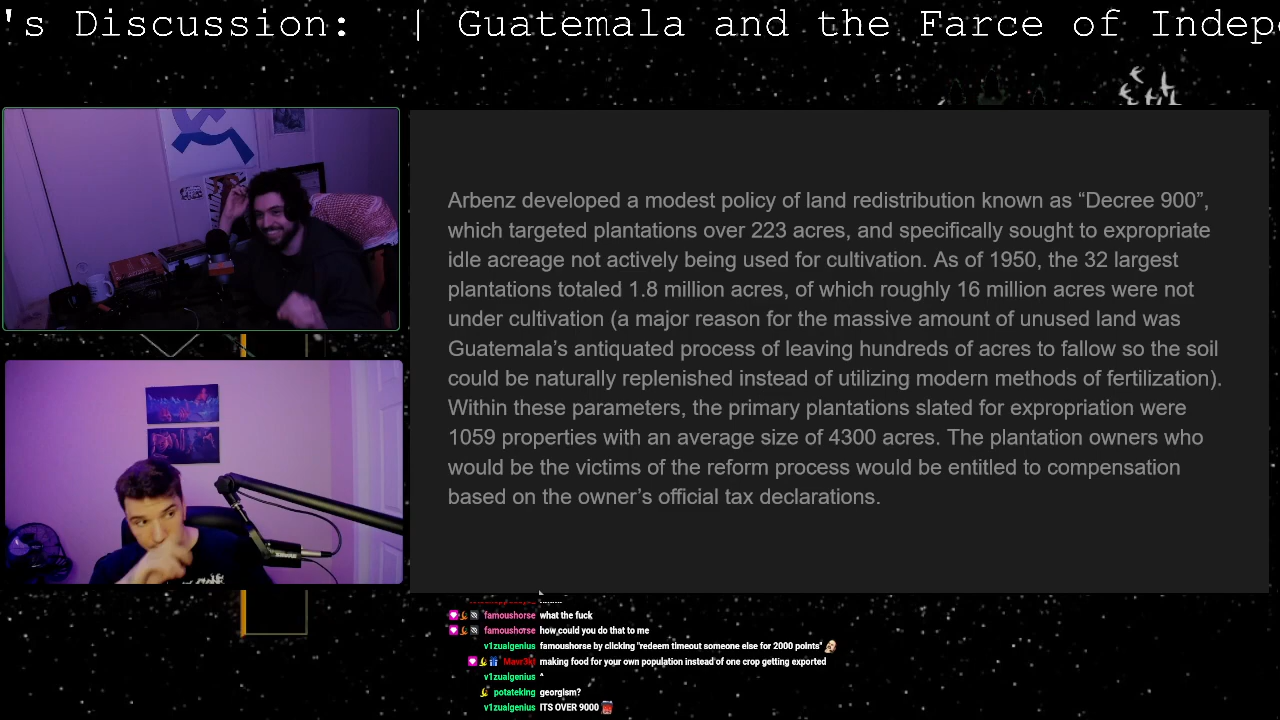 's Discussion:   | Guatemala and the Farce of Indep
Arbenz developed a modest policy of land redistribution known as “Decree 900”,
which targeted plantations over 223 acres, and specifically sought to expropriate
idle acreage not actively being used for cultivation. As of 1950, the 32 largest
plantations totaled 1.8 million acres, of which roughly 16 million acres were not
under cultivation (a major reason for the massive amount of unused land was
Guatemala’s antiquated process of leaving hundreds of acres to fallow so the soil
could be naturally replenished instead of utilizing modern methods of fertilization).
Within these parameters, the primary plantations slated for expropriation were
1059 properties with an average size of 4300 acres. The plantation owners who
would be the victims of the reform process would be entitled to compensation
based on the owner’s official tax declarations.
famoushorse what the fuck
famoushorse how could you do that to me
v1zualgenius famoushorse by clicking "redeem timeout someone else for 2000 points"
making food for your own population instead of one crop getting exported
v1zualgenius ^
potateking georgism?
v1zualgenius ITS OVER 9000